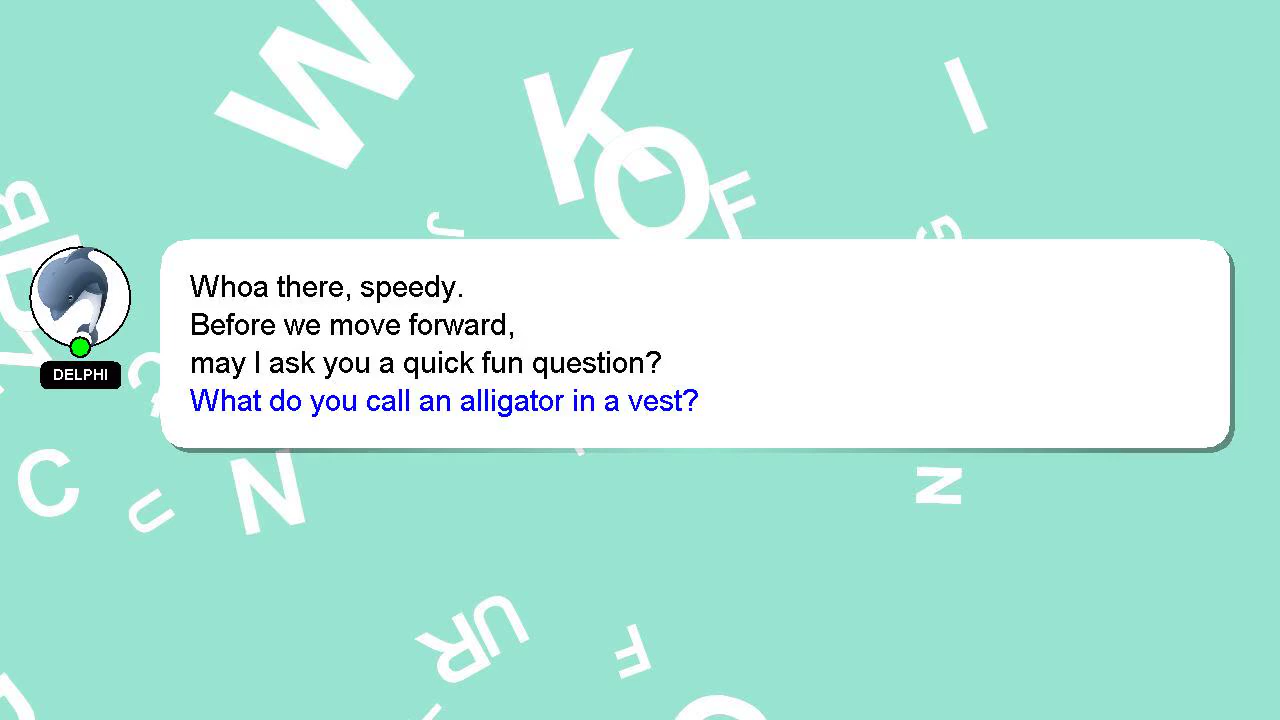 W
K
I
O
F
B
J
G
D
DELPHI
Whoa there, speedy.
Before we move forward,
may I ask you a quick fun question?
What do you call an alligator in a vest?
C
U
N
N
UR
F